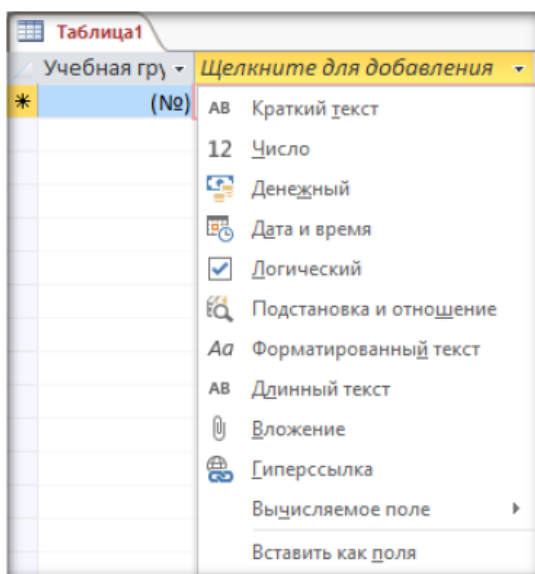 Таблица1
Учебная гру Щелкните для добавления
(№)
AB Краткий текст
12 Число
Денежный
Дата и время
Логический
Подстановка и отношение
Aa Форматированный текст
AB Длинный текст
Вложение
Гиперссылка
Вычисляемое поле
Вставить как поля